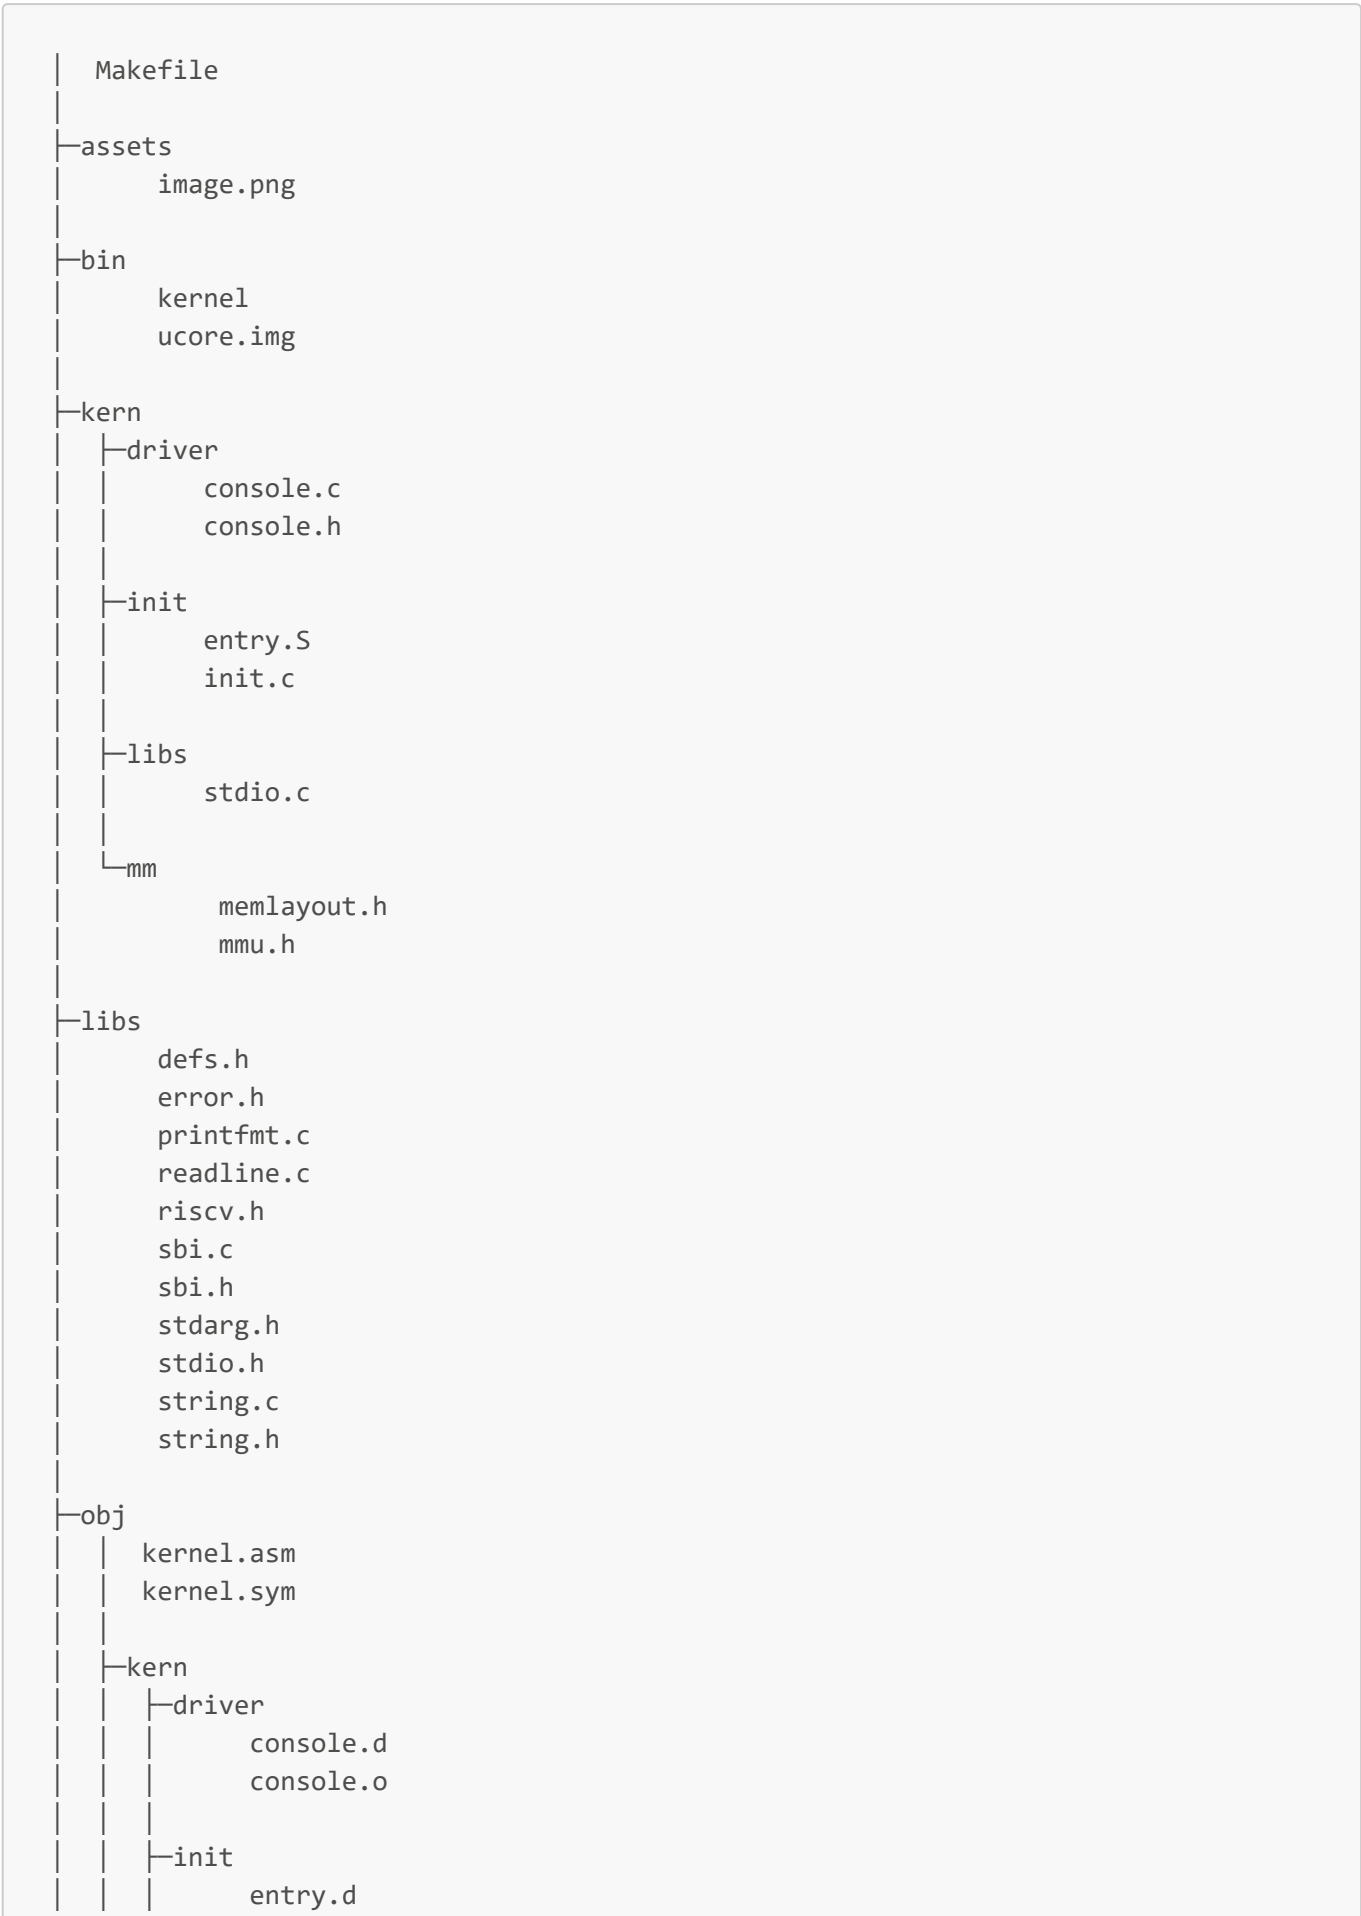 │  Makefile
│
├─assets
│      image.png
│
├─bin
│      kernel
│      ucore.img
│
├─kern
│  ├─driver
│  │      console.c
│  │      console.h
│  │
│  ├─init
│  │      entry.S
│  │      init.c
│  │
│  ├─libs
│  │      stdio.c
│  │
│  └─mm
│          memlayout.h
│          mmu.h
│
├─libs
│      defs.h
│      error.h
│      printfmt.c
│      readline.c
│      riscv.h
│      sbi.c
│      sbi.h
│      stdarg.h
│      stdio.h
│      string.c
│      string.h
│
├─obj
│  │  kernel.asm
│  │  kernel.sym
│  │
│  ├─kern
│  │  ├─driver
│  │  │      console.d
│  │  │      console.o
│  │  │
│  │  ├─init
│  │  │      entry.d